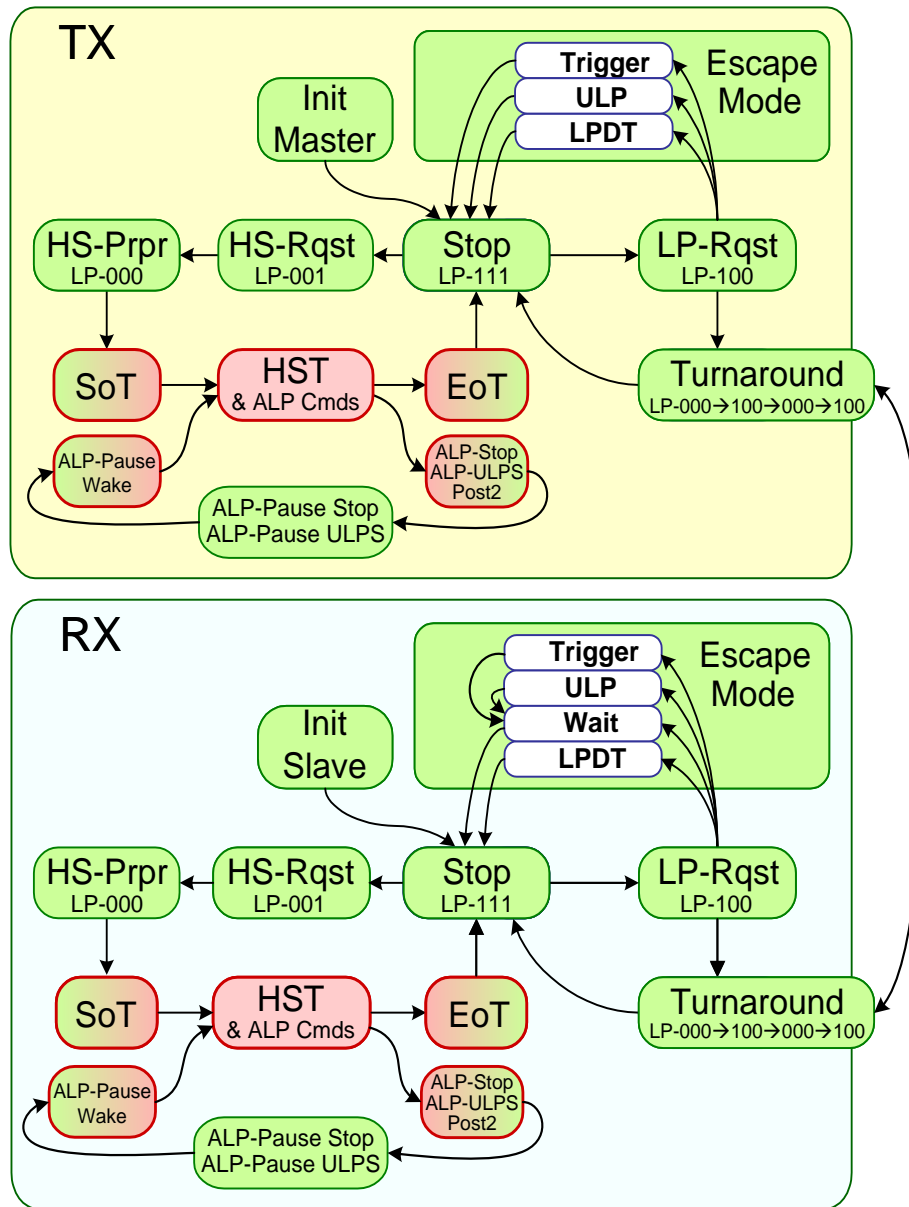 TX
Trigger
ULP
LPDT
Escape
Mode
Init
Master
HS-Prpr
LP-000
HS-Rqst
LP-001
Stop
LP-111
LP-Rqst
LP-100
SoT
HST
& ALP Cmds
EoT
Turnaround
LP-000→100→000→100
ALP-Pause
Wake
ALP-Stop
ALP-ULPS
Post2
ALP-Pause Stop
ALP-Pause ULPS
RX
Trigger
ULP
Wait
LPDT
Escape
Mode
Init
Slave
HS-Prpr
LP-000
HS-Rqst
LP-001
Stop
LP-111
LP-Rqst
LP-100
SoT
HST
& ALP Cmds
EoT
Turnaround
LP-000→100→000→100
ALP-Pause
Wake
ALP-Stop
ALP-ULPS
Post2
ALP-Pause Stop
ALP-Pause ULPS